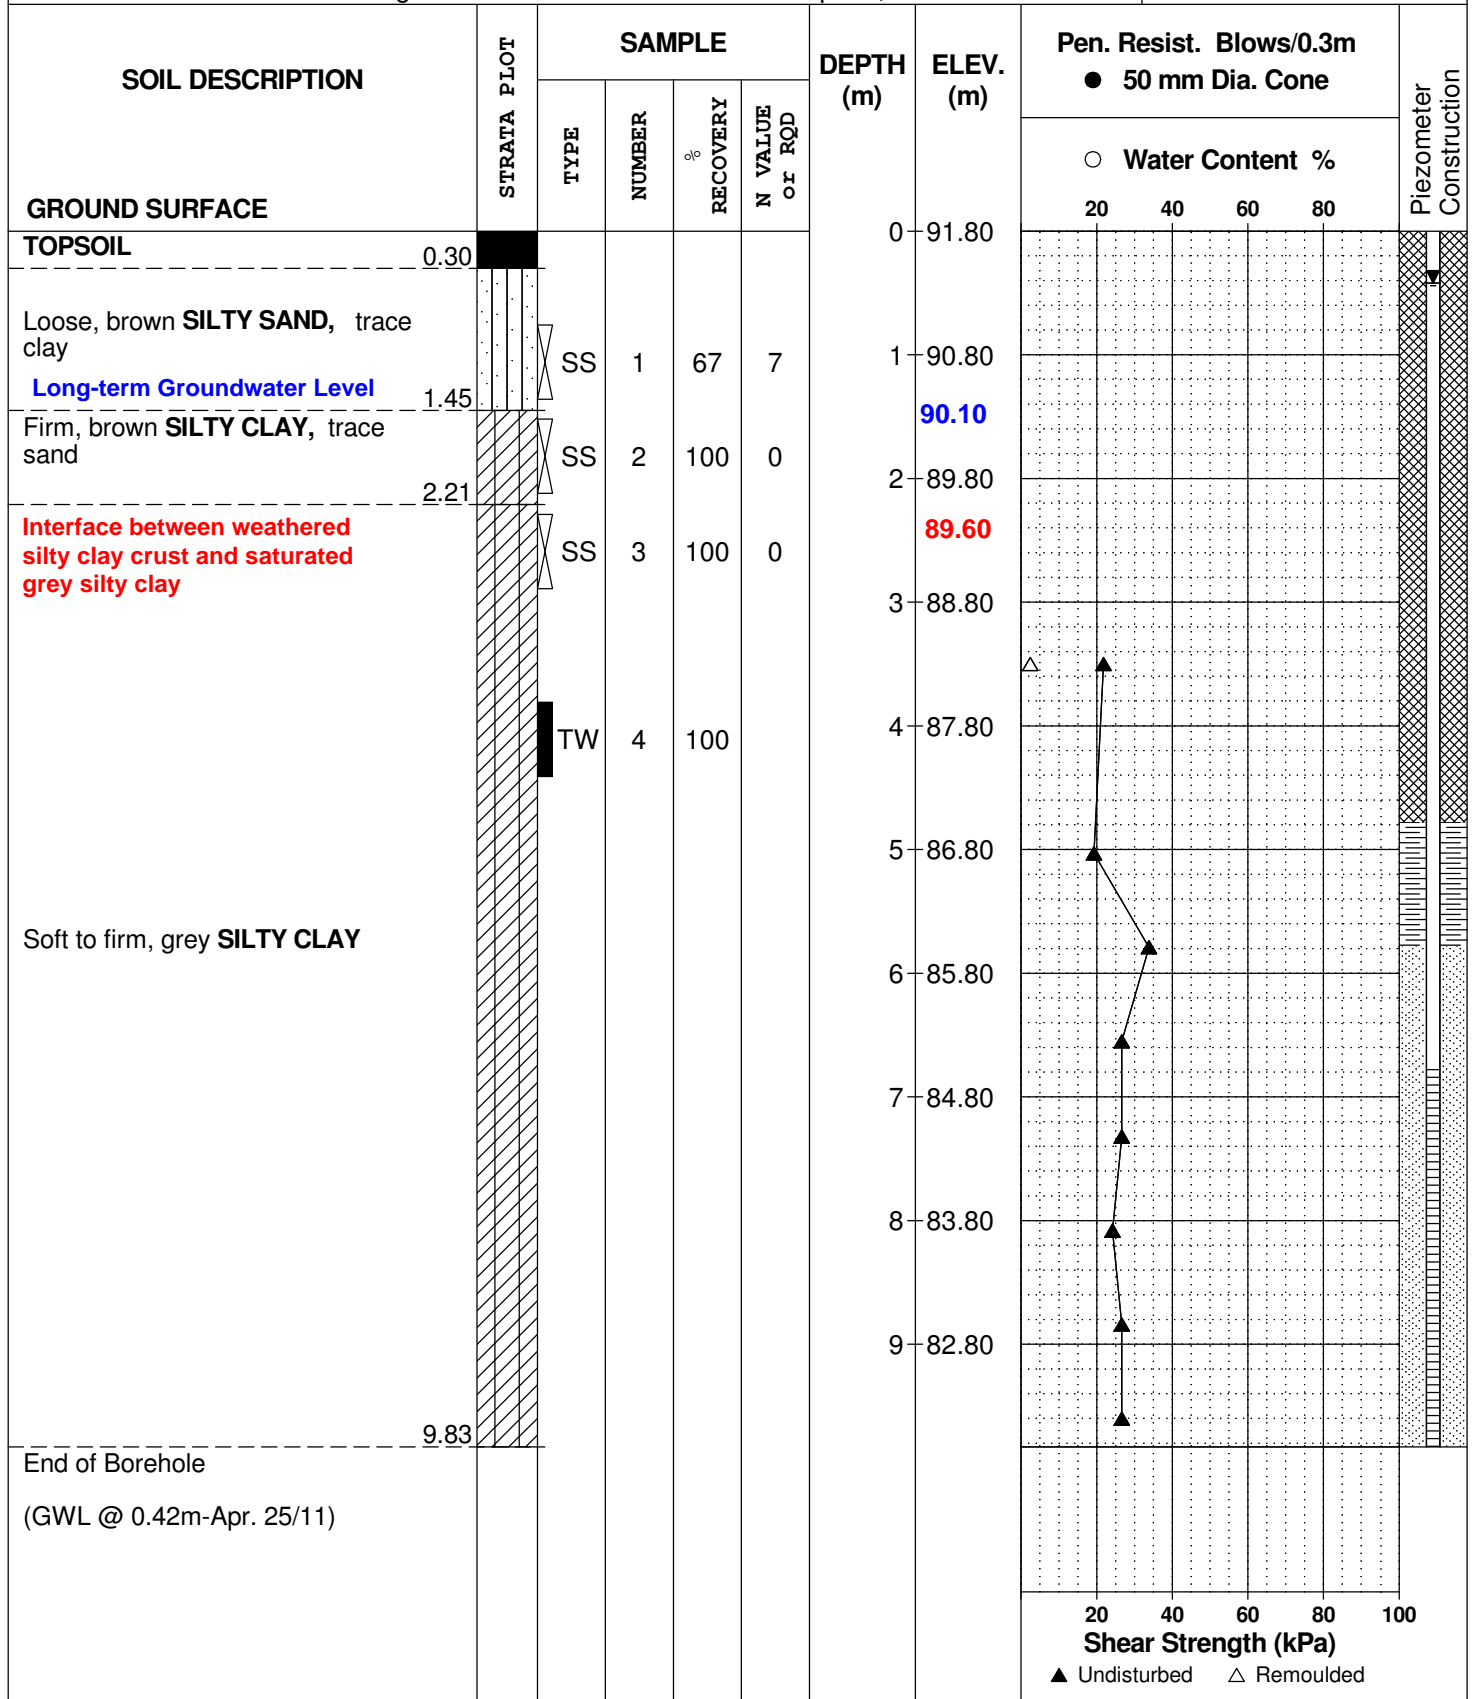 SOIL DESCRIPTION
STRATA PLOT
SAMPLE
TYPE
NUMBER
% RECOVERY
N VALUE or RQD
DEPTH (m)
ELEV. (m)
Pen. Resist. Blows/0.3m
● 50 mm Dia. Cone
○ Water Content %
20 40 60 80
Piezometer Construction
GROUND SURFACE
0 91.80
TOPSOIL
0.30
Loose, brown SILTY SAND, trace clay
SS 1 67 7
1 90.80
Long-term Groundwater Level
90.10
1.45
Firm, brown SILTY CLAY, trace sand
SS 2 100 0
2 89.80
2.21
Interface between weathered
silty clay crust and saturated
grey silty clay
89.60
SS 3 100 0
3 88.80
TW 4 100
4 87.80
5 86.80
Soft to firm, grey SILTY CLAY
6 85.80
7 84.80
8 83.80
9 82.80
9.83
End of Borehole
(GWL @ 0.42m-Apr. 25/11)
20 40 60 80 100
Shear Strength (kPa)
▲ Undisturbed △ Remoulded